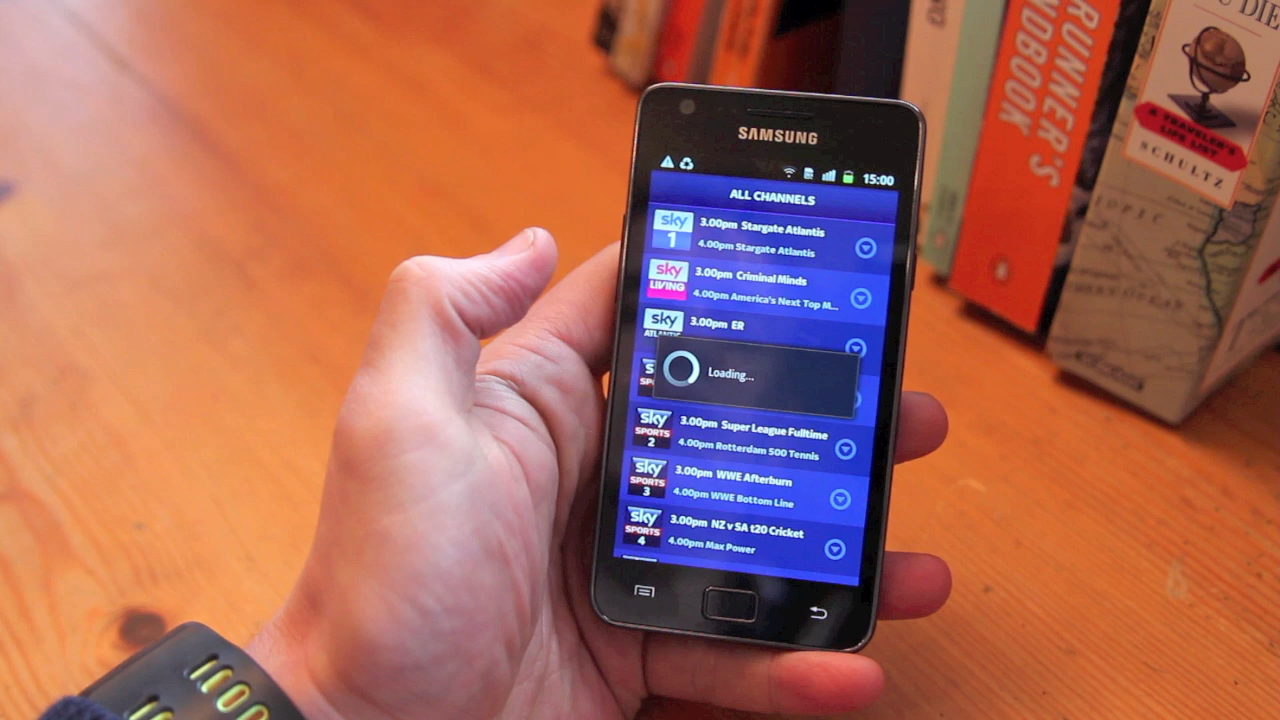 SAMSUNG
15:00
ALL CHANNELS
sky
1
3.00pm Stargate Atlantis
4.00pm Stargate Atlantis
sky
LIVING
3.00pm Criminal Minds
4.00pm America's Next Top M...
sky
3.00pm ER
Loading...
sky
SPORTS
2
3.00pm Super League Fulltime
4.00pm Rotterdam 500 Tennis
sky
SPORTS
3
3.00pm WWE Afterburn
4.00pm WWE Bottom Line
sky
SPORTS
4
3.00pm NZ v SA t20 Cricket
4.00pm Max Power
RUNNER'S
NDBOOK
U DIE
A TRAVELER'S
LIFE LIST
SCHULTZ